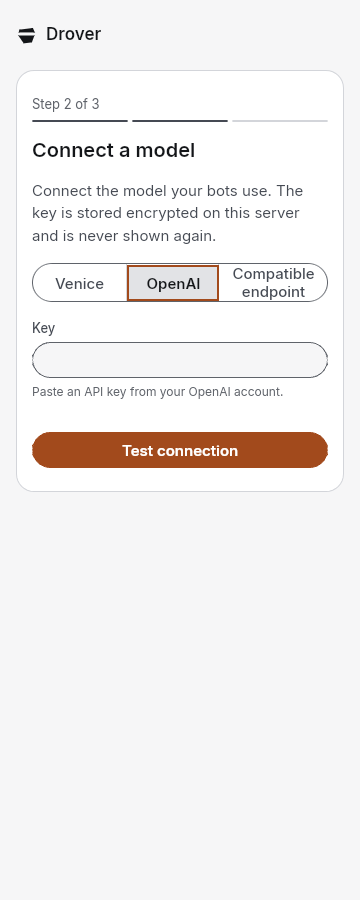 Drover
Step 2 of 3
Connect a model
Connect the model your bots use. The
key is stored encrypted on this server
and is never shown again.
Venice
OpenAI
Compatible
endpoint
Key
Paste an API key from your OpenAI account.
Test connection